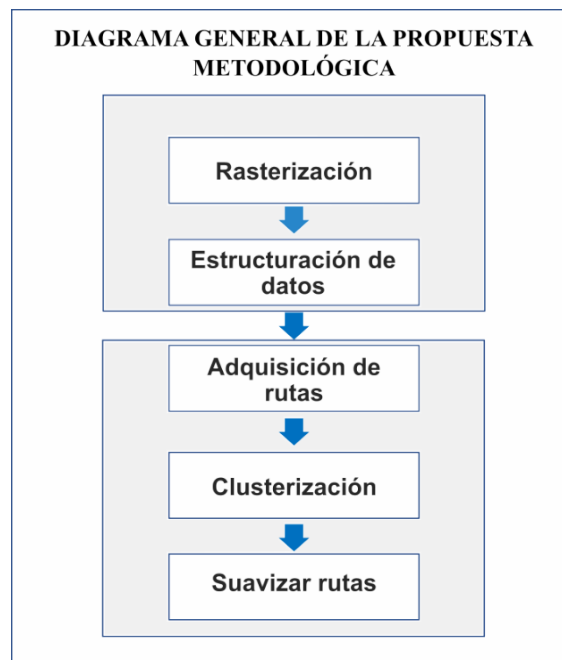 DIAGRAMA GENERAL DE LA PROPUESTA
METODOLÓGICA
Rasterización
Estructuración de
datos
Adquisición de
rutas
Clusterización
Suavizar rutas